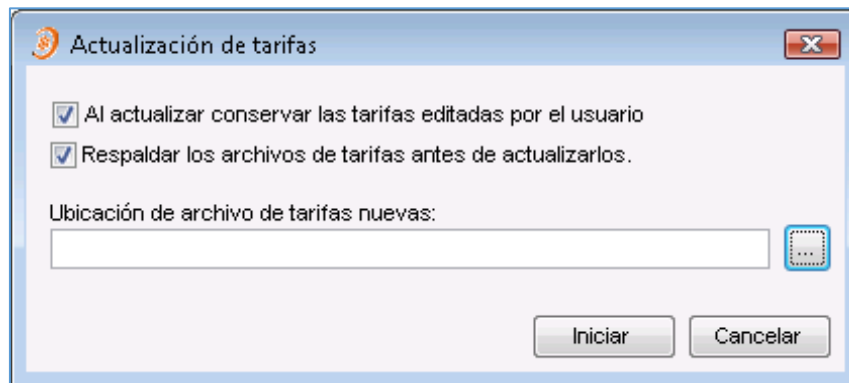 Actualización de tarifas
Al actualizar conservar las tarifas editadas por el usuario
Respaldar los archivos de tarifas antes de actualizarlos.
Ubicación de archivo de tarifas nuevas:
...
Iniciar Cancelar